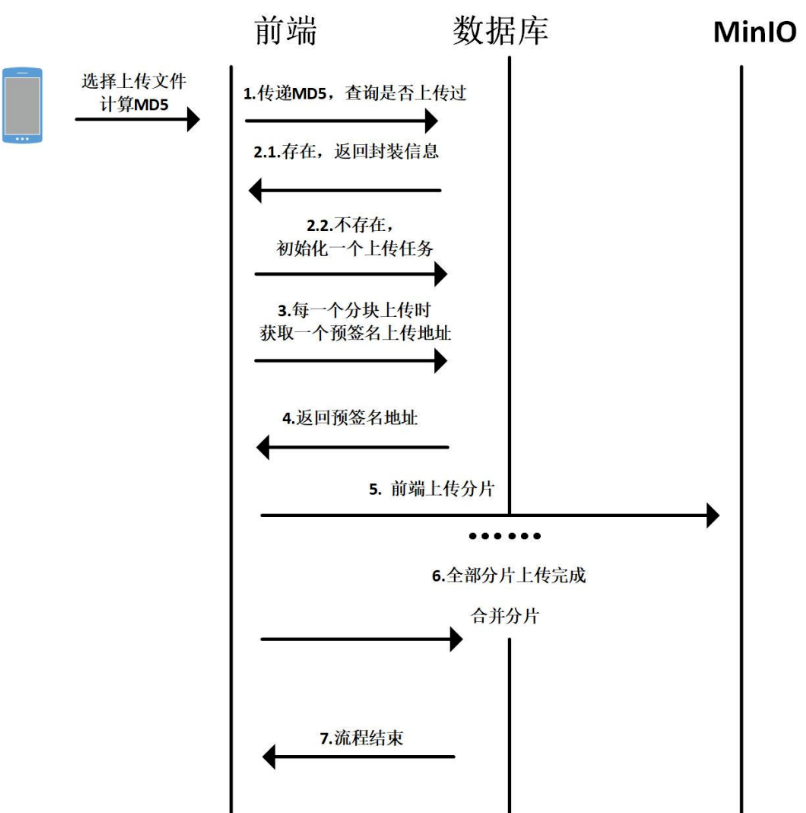 前端
数据库
MinIO
选择上传文件
计算MD5
1.传递MD5，查询是否上传过
2.1.存在，返回封装信息
2.2.不存在，
初始化一个上传任务
3.每一个分块上传时
获取一个预签名上传地址
4.返回预签名地址
5. 前端上传分片
6.全部分片上传完成
合并分片
7.流程结束